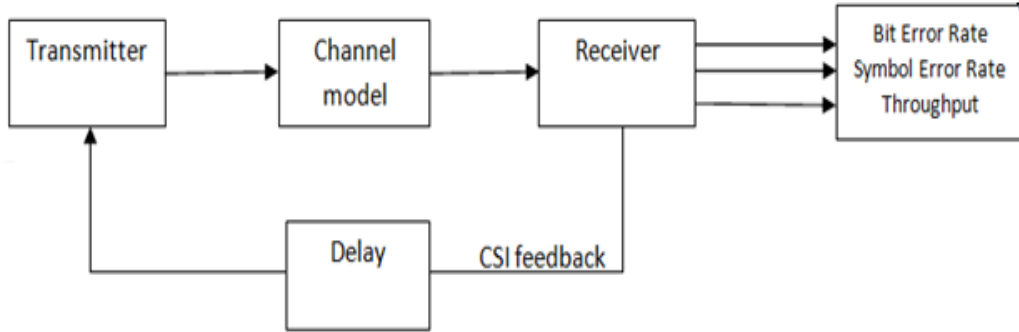 Transmitter
Channel
model
Receiver
Bit Error Rate
Symbol Error Rate
Throughput
Delay
CSI feedback